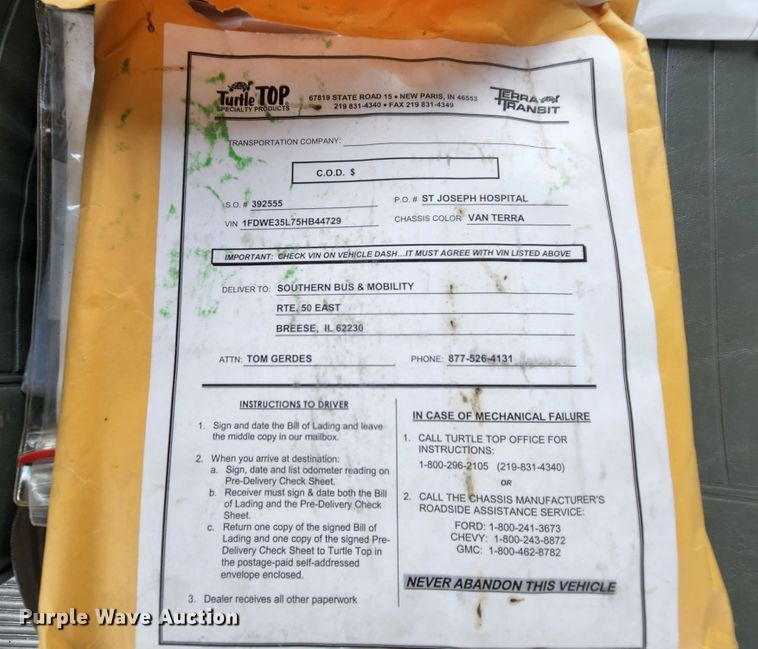 Turtle TOP
SPECIALTY PRODUCTS
67819 STATE ROAD 15 • NEW PARIS, IN 46553
219 831-4340 • FAX 219 831-4349
TERRA TRANSIT
TRANSPORTATION COMPANY:
C.O.D. $
S.O. # 392555
P.O. # ST JOSEPH HOSPITAL
VIN 1FDWE35L75HB44729
CHASSIS COLOR VAN TERRA
IMPORTANT: CHECK VIN ON VEHICLE DASH...IT MUST AGREE WITH VIN LISTED ABOVE
DELIVER TO: SOUTHERN BUS & MOBILITY
RTE. 50 EAST
BREESE, IL 62230
ATTN: TOM GERDES
PHONE: 877-526-4131
INSTRUCTIONS TO DRIVER
1. Sign and date the Bill of Lading and leave
the middle copy in our mailbox.
2. When you arrive at destination:
a. Sign, date and list odometer reading on
Pre-Delivery Check Sheet.
b. Receiver must sign & date both the Bill
of Lading and the Pre-Delivery Check
Sheet.
c. Return one copy of the signed Bill of
Lading and one copy of the signed Pre-
Delivery Check Sheet to Turtle Top in
the postage-paid self-addressed
envelope enclosed.
3. Dealer receives all other paperwork
IN CASE OF MECHANICAL FAILURE
1. CALL TURTLE TOP OFFICE FOR
INSTRUCTIONS:
1-800-296-2105 (219-831-4340)
OR
2. CALL THE CHASSIS MANUFACTURER'S
ROADSIDE ASSISTANCE SERVICE:
FORD: 1-800-241-3673
CHEVY: 1-800-243-8872
GMC: 1-800-462-8782
NEVER ABANDON THIS VEHICLE
Purple Wave Auction